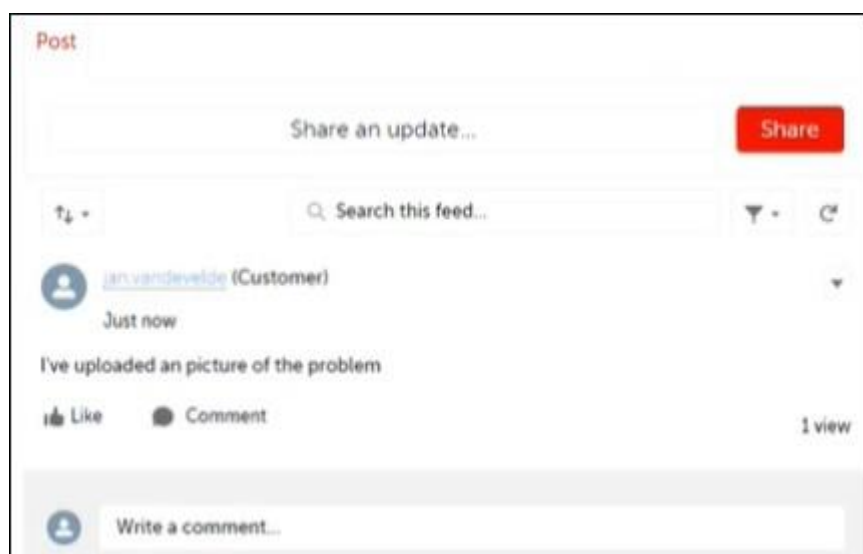 Post
Share an update...
Share
Search this feed...
jan.vandevelde (Customer)
Just now
I've uploaded an picture of the problem
Like
Comment
1 view
Write a comment...